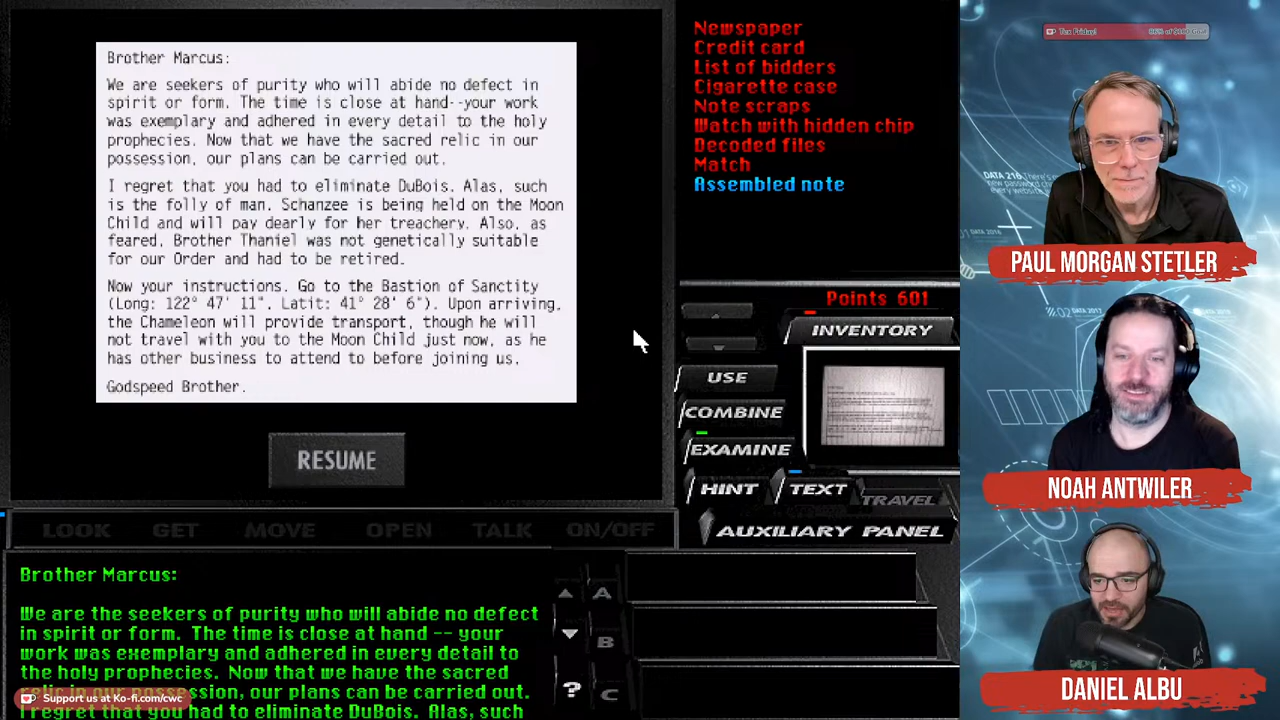 Brother Marcus:
We are seekers of purity who will abide no defect in
spirit or form. The time is close at hand--your work
was exemplary and adhered in every detail to the holy
prophecies. Now that we have the sacred relic in our
possession, our plans can be carried out.
I regret that you had to eliminate DuBois. Alas, such
is the folly of man. Schaeffer is being held on the Moon
Child and will pay dearly for her treachery. Also, as
feared, Brother Thaniel was not genetically suitable
for our Order and had to be retired.
Now your instructions. Go to the Bastion of Sanctity
(Long: 122° 47' 11", Latit: 41° 28' 6"). Upon arriving,
the Chameleon will provide transport, though he will
not travel with you to the Moon Child just now, as he
has other business to attend to before joining us.
Godspeed Brother.
RESUME
Newspaper
Credit card
List of bidders
Cigarette case
Note scraps
Watch with hidden chip
Decoded files
Match
Assembled note
Points 601
INVENTORY
USE
COMBINE
EXAMINE
HINT
TEXT
TRAVEL
AUXILIARY PANEL
LOOK
GET
MOVE
OPEN
TALK
ON/OFF
Brother Marcus:
We are the seekers of purity who will abide no defect
in spirit or form. The time is close at hand -- your
work was exemplary and adhered in every detail to
the holy prophecies. Now that we have the sacred
relic in our possession, our plans can be carried out.
I regret that you had to eliminate DuBois. Alas, such
A
B
?
C
Support us at Ko-fi.com/cwc
Tex Friday!
PAUL MORGAN STETLER
NOAH ANTWILER
DANIEL ALBU